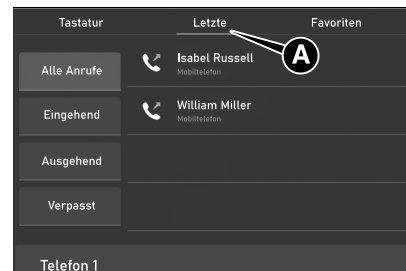 Tastatur
Letzte
Favoriten
A
Alle Anrufe
Isabel Russell
Mobiltelefon
Eingehend
William Miller
Mobiltelefon
Ausgehend
Verpasst
Telefon 1